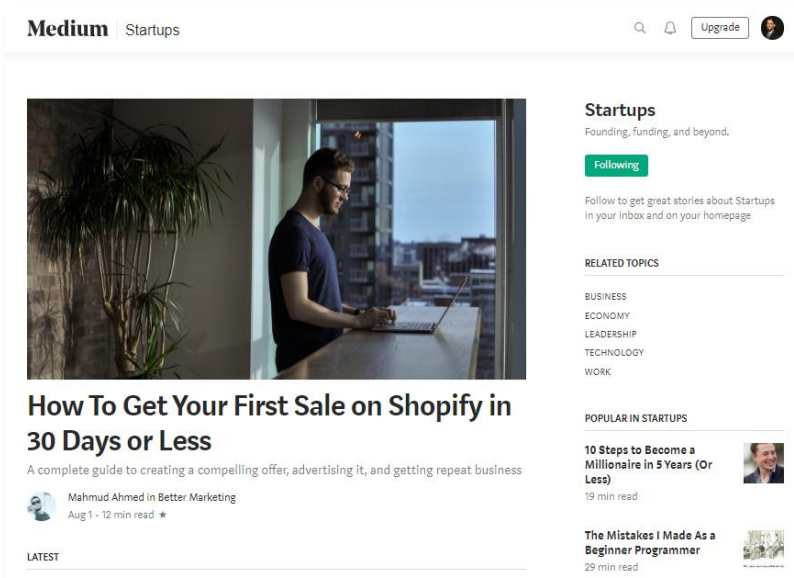 Medium Startups
Upgrade
How To Get Your First Sale on Shopify in
30 Days or Less
A complete guide to creating a compelling offer, advertising it, and getting repeat business
Mahmud Ahmed in Better Marketing
Aug 1 · 12 min read ★
LATEST
Startups
Founding, funding, and beyond.
Following
Follow to get great stories about Startups
in your inbox and on your homepage
RELATED TOPICS
BUSINESS
ECONOMY
LEADERSHIP
TECHNOLOGY
WORK
POPULAR IN STARTUPS
10 Steps to Become a
Millionaire in 5 Years (Or
Less)
19 min read
The Mistakes I Made As a
Beginner Programmer
29 min read